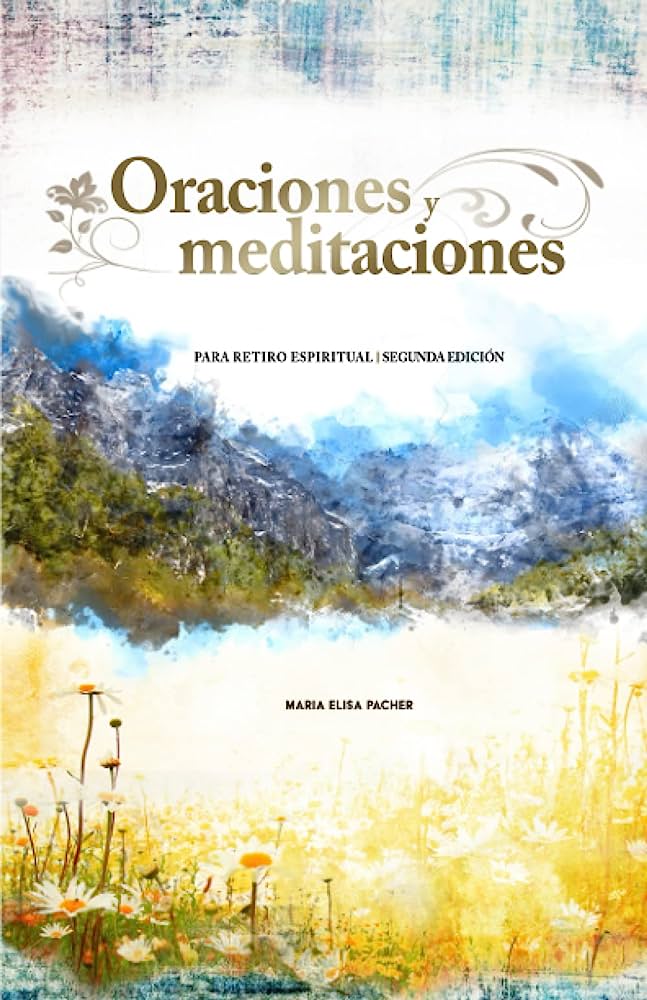 Oraciones y
meditaciones
PARA RETIRO ESPIRITUAL | SEGUNDA EDICIÓN
MARIA ELISA PACHER